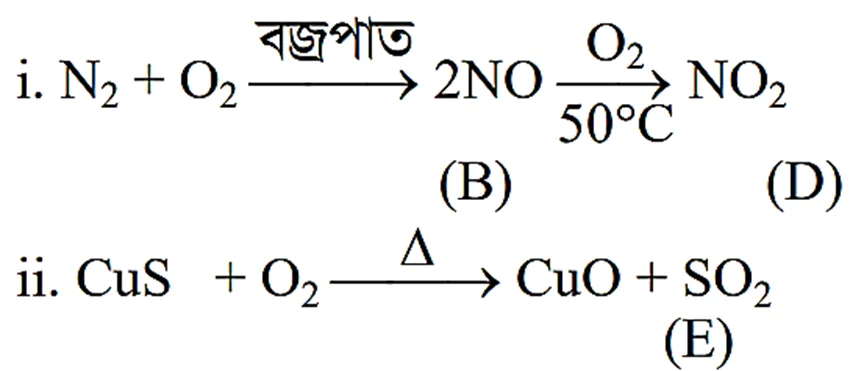 i. N₂ + O₂ —বজ্রপাত→ 2NO —O₂/50°C→ NO₂
(B) (D)
ii. CuS + O₂ —Δ→ CuO + SO₂
(E)